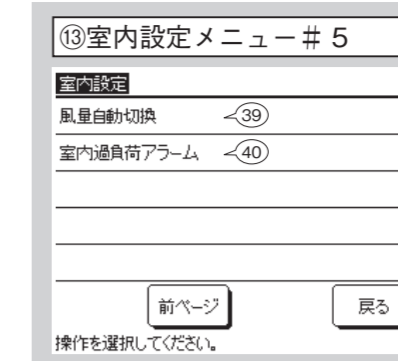 ⑬室内設定メニュー＃５
室内設定
風量自動切換 39
室内過負荷アラーム 40
前ページ 戻る
操作を選択してください。